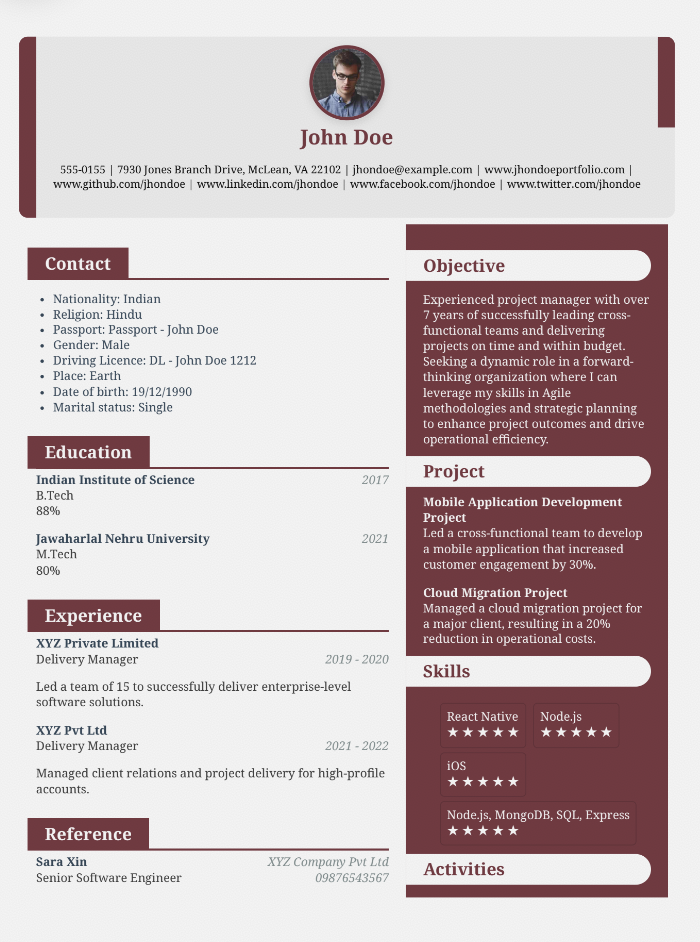 John Doe
555-0155 | 7930 Jones Branch Drive, McLean, VA 22102 | jhondoe@example.com | www.jhondoeportfolio.com |
www.github.com/jhondoe | www.linkedin.com/jhondoe | www.facebook.com/jhondoe | www.twitter.com/jhondoe
Contact
• Nationality: Indian
• Religion: Hindu
• Passport: Passport - John Doe
• Gender: Male
• Driving Licence: DL - John Doe 1212
• Place: Earth
• Date of birth: 19/12/1990
• Marital status: Single
Education
Indian Institute of Science 2017
B.Tech
88%
Jawaharlal Nehru University 2021
M.Tech
80%
Experience
XYZ Private Limited
Delivery Manager 2019 - 2020
Led a team of 15 to successfully deliver enterprise-level
software solutions.
XYZ Pvt Ltd
Delivery Manager 2021 - 2022
Managed client relations and project delivery for high-profile
accounts.
Reference
Sara Xin XYZ Company Pvt Ltd
Senior Software Engineer 09876543567
Objective
Experienced project manager with over
7 years of successfully leading cross-
functional teams and delivering
projects on time and within budget.
Seeking a dynamic role in a forward-
thinking organization where I can
leverage my skills in Agile
methodologies and strategic planning
to enhance project outcomes and drive
operational efficiency.
Project
Mobile Application Development
Project
Led a cross-functional team to develop
a mobile application that increased
customer engagement by 30%.
Cloud Migration Project
Managed a cloud migration project for
a major client, resulting in a 20%
reduction in operational costs.
Skills
React Native Node.js
★★★★★ ★★★★★
iOS
★★★★★
Node.js, MongoDB, SQL, Express
★★★★★
Activities